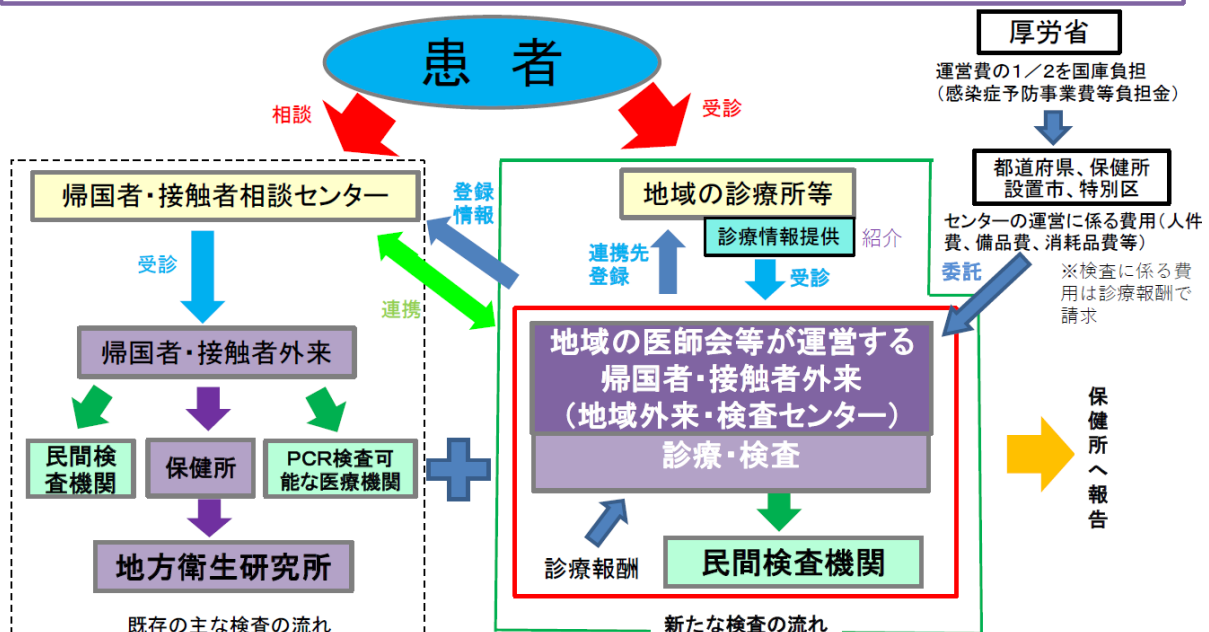 患 者
厚労省
運営費の1/2を国庫負担
(感染症予防事業費等負担金)
相談
受診
都道府県、保健所
設置市、特別区
帰国者・接触者相談センター
登録
情報
地域の診療所等
診療情報提供
紹介
センターの運営に係る費用(人件
費、備品費、消耗品費等)
受診
連携先
登録
受診
委託
※検査に係る費
用は診療報酬で
請求
連携
帰国者・接触者外来
地域の医師会等が運営する
帰国者・接触者外来
(地域外来・検査センター)
診療・検査
民間検
査機関
保健所
PCR検査可
能な医療機関
保健所へ報告
地方衛生研究所
診療報酬
民間検査機関
既存の主な検査の流れ
新たな検査の流れ